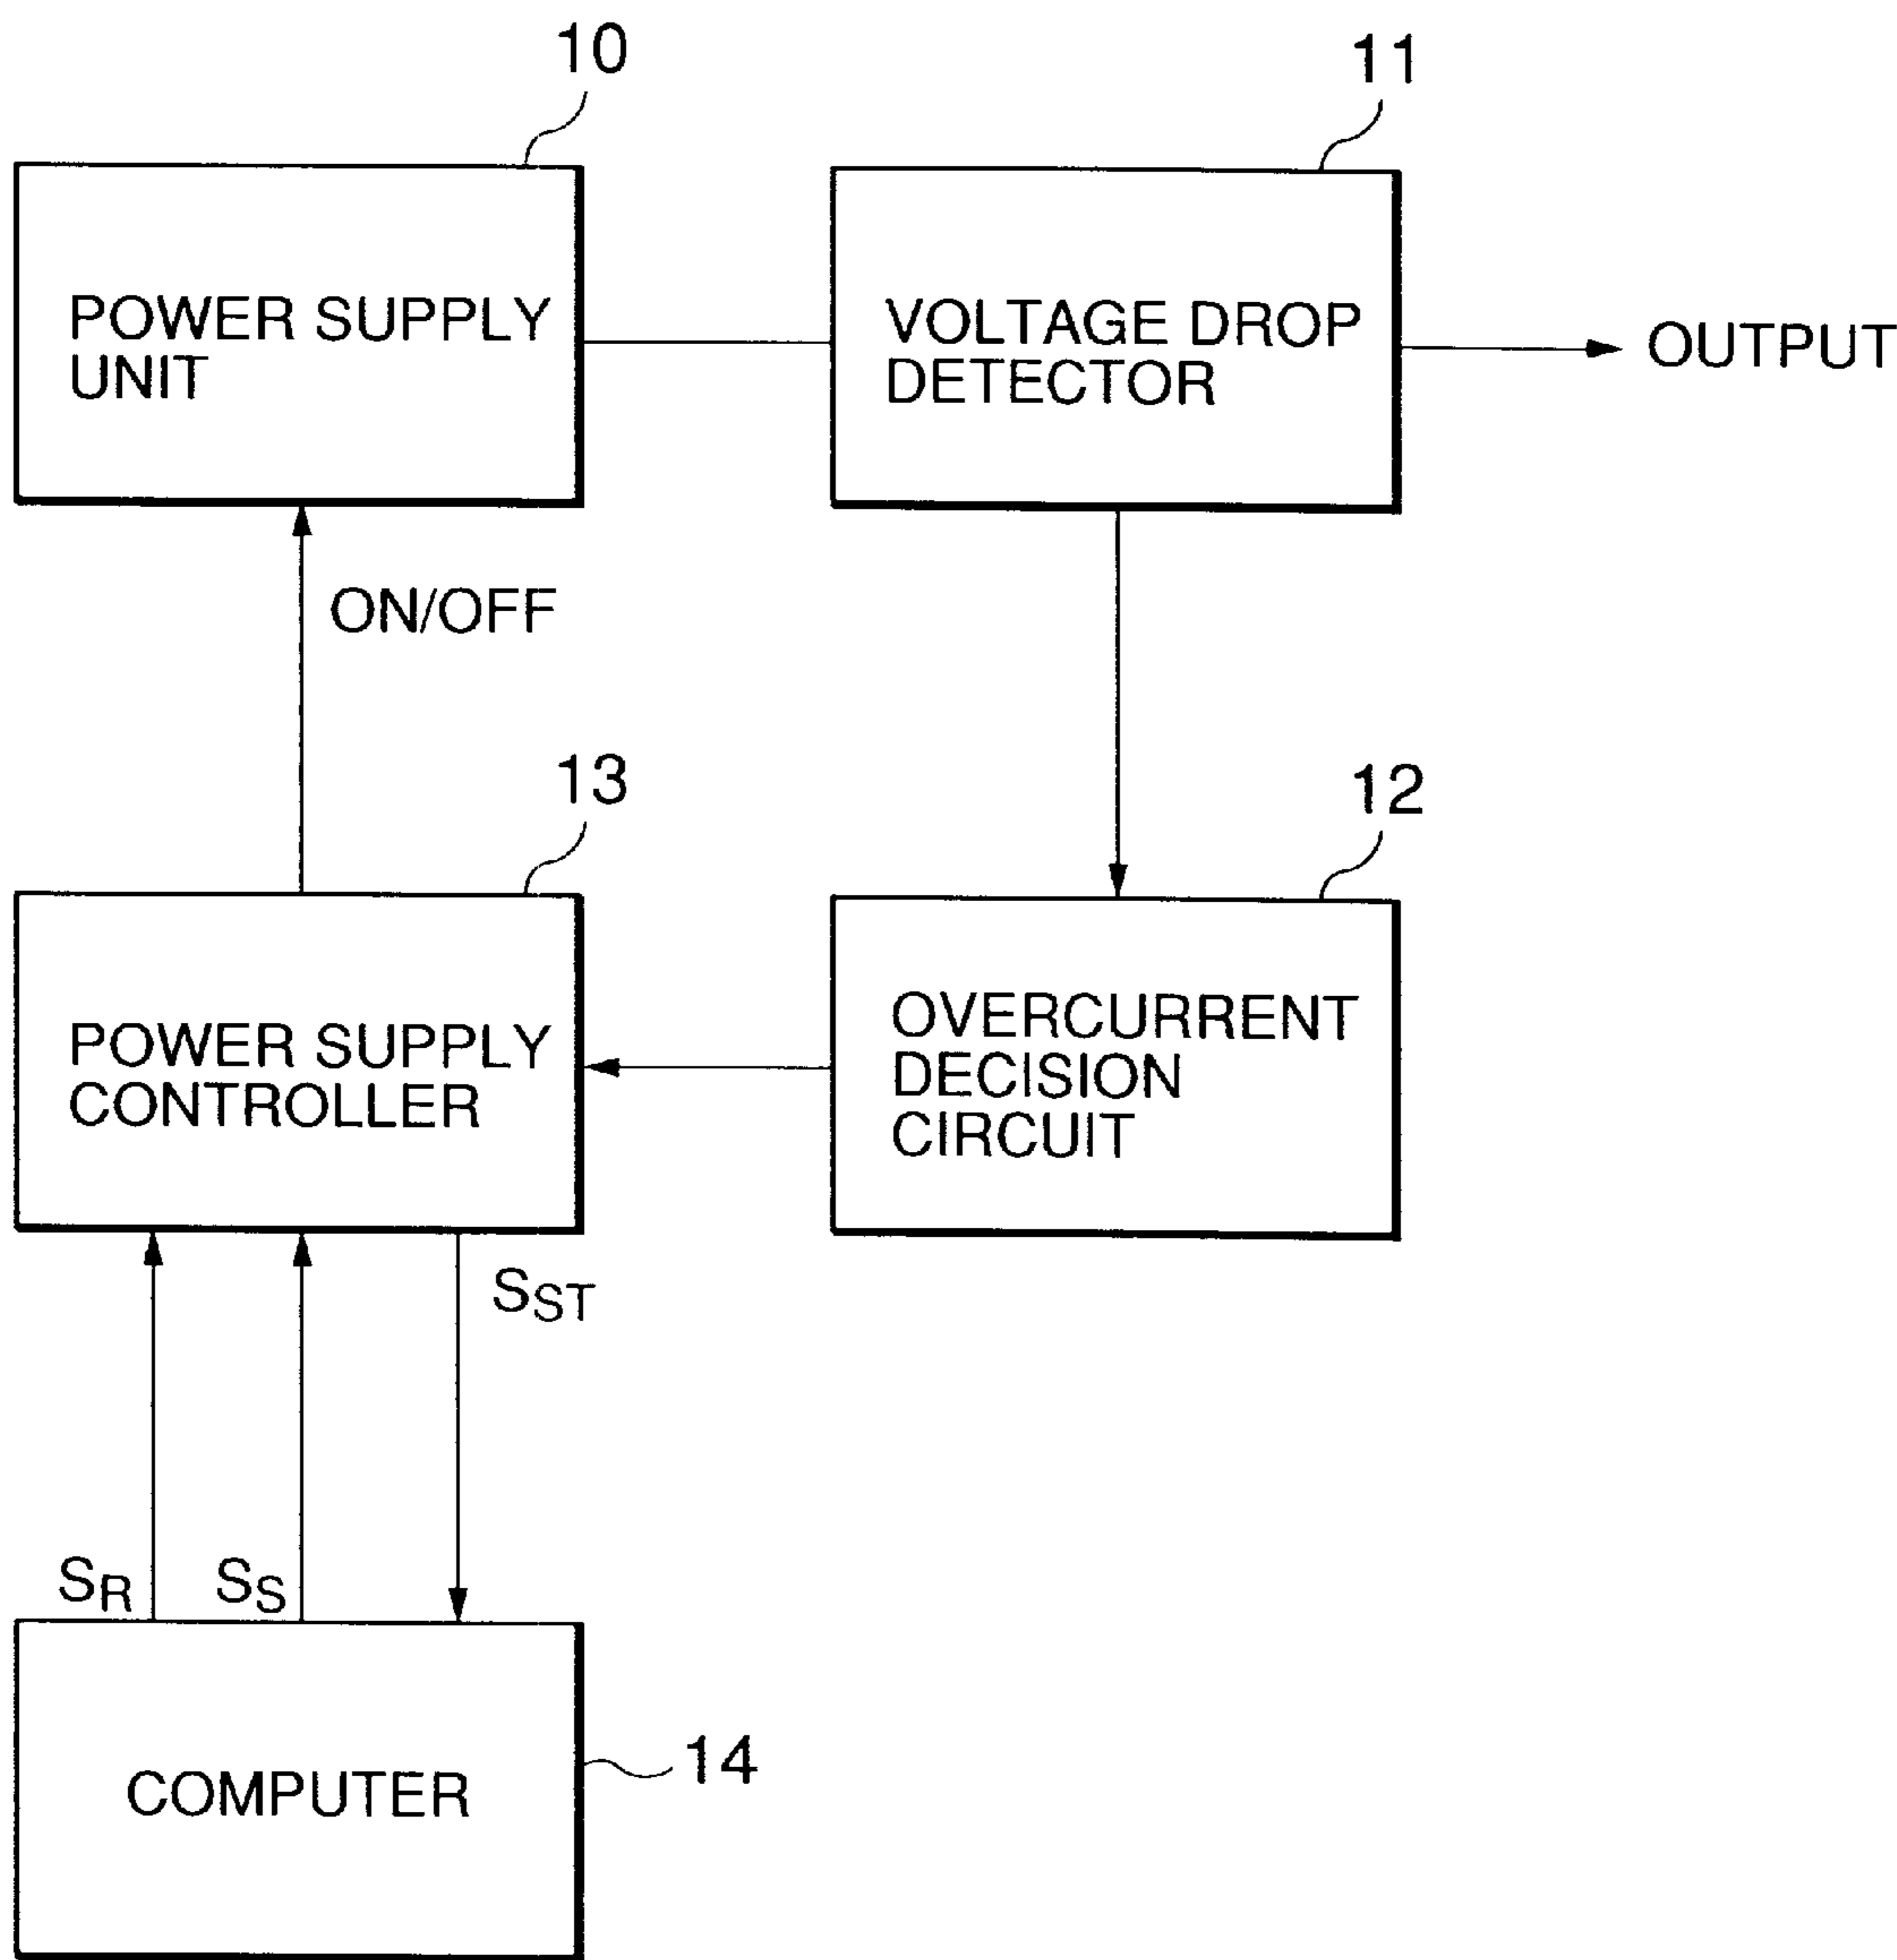 10
11
POWER SUPPLY
UNIT
VOLTAGE DROP
DETECTOR
OUTPUT
ON/OFF
13
12
POWER SUPPLY
CONTROLLER
OVERCURRENT
DECISION
CIRCUIT
SST
SR
SS
COMPUTER
14